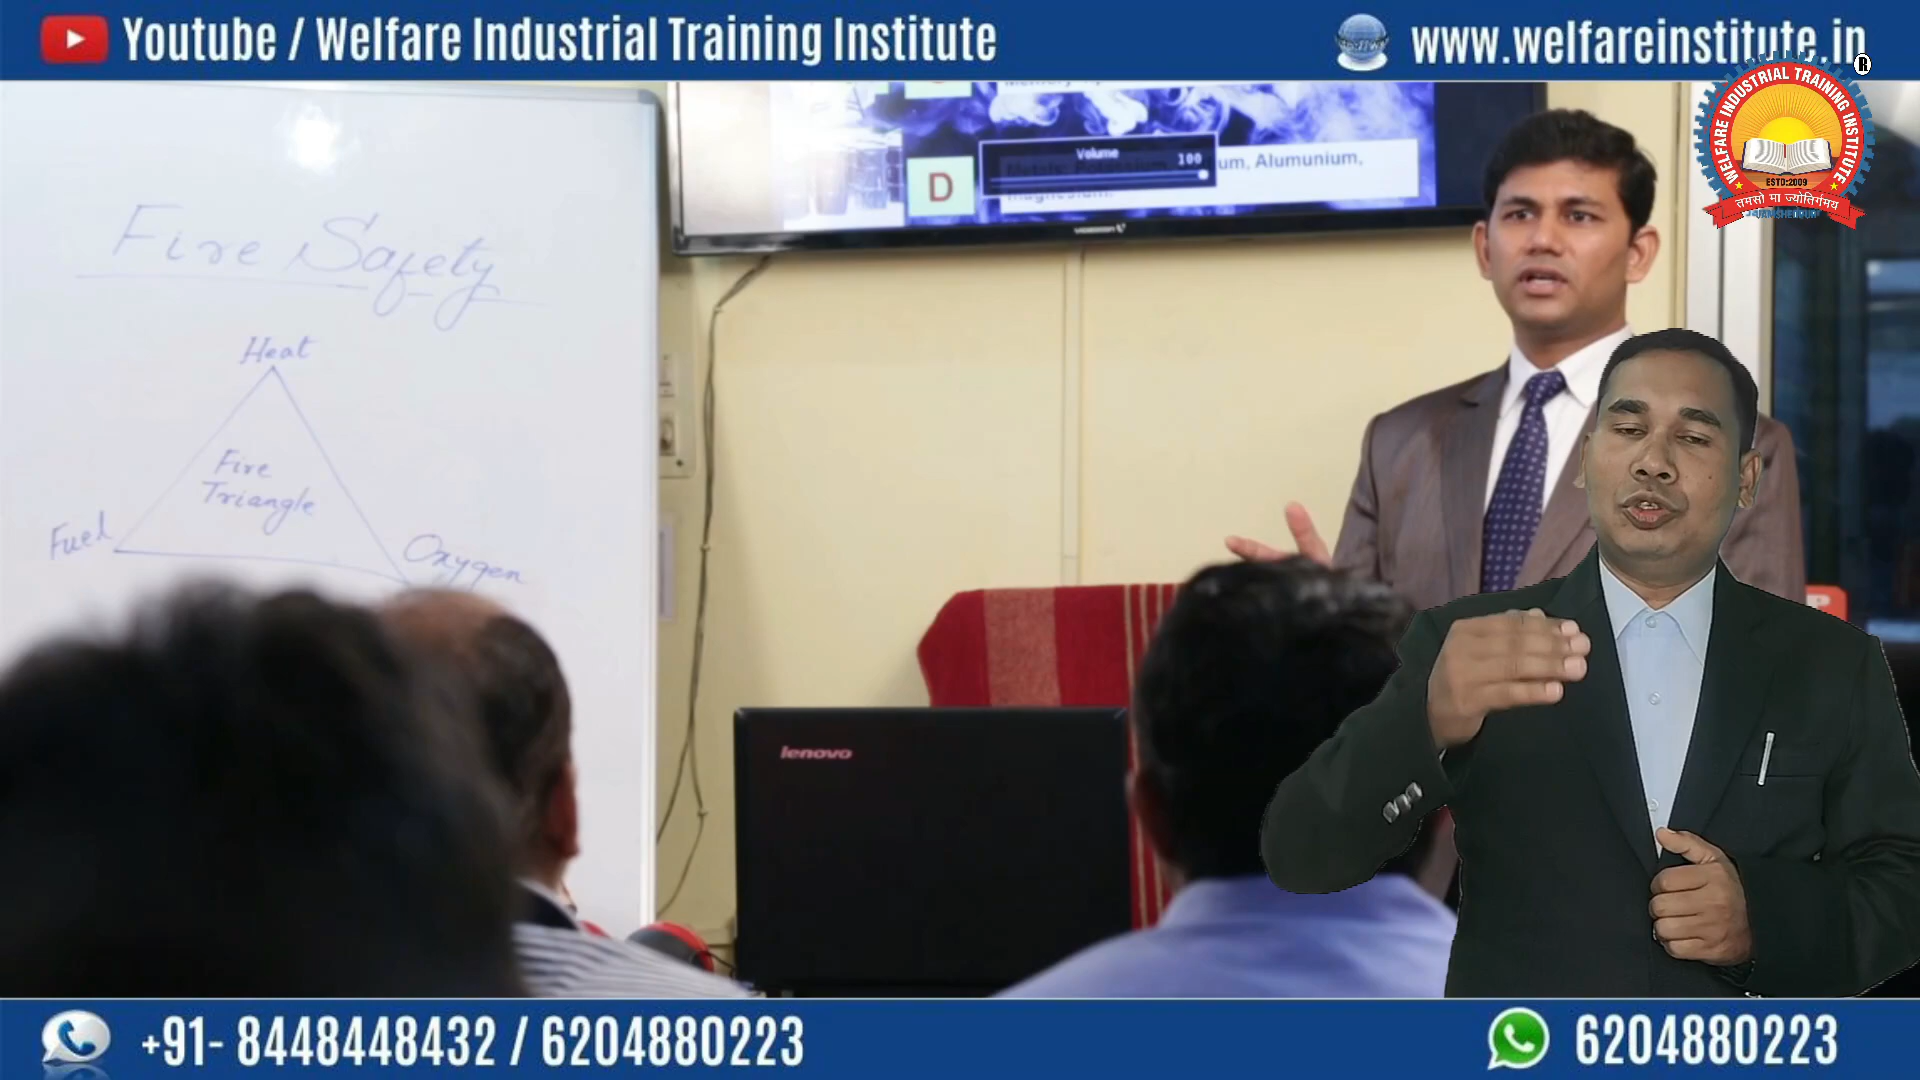 Youtube / Welfare Industrial Training Institute
www.welfareinstitute.in
®
WELFARE INDUSTRIAL TRAINING INSTITUTE
ESTD:2009
तमसो मा ज्योतिर्गमय
Volume 100
D
um, Alumunium,
Fire Safety
Heat
Fire
Triangle
Fuel
Oxygen
lenovo
+91- 8448448432 / 6204880223
6204880223